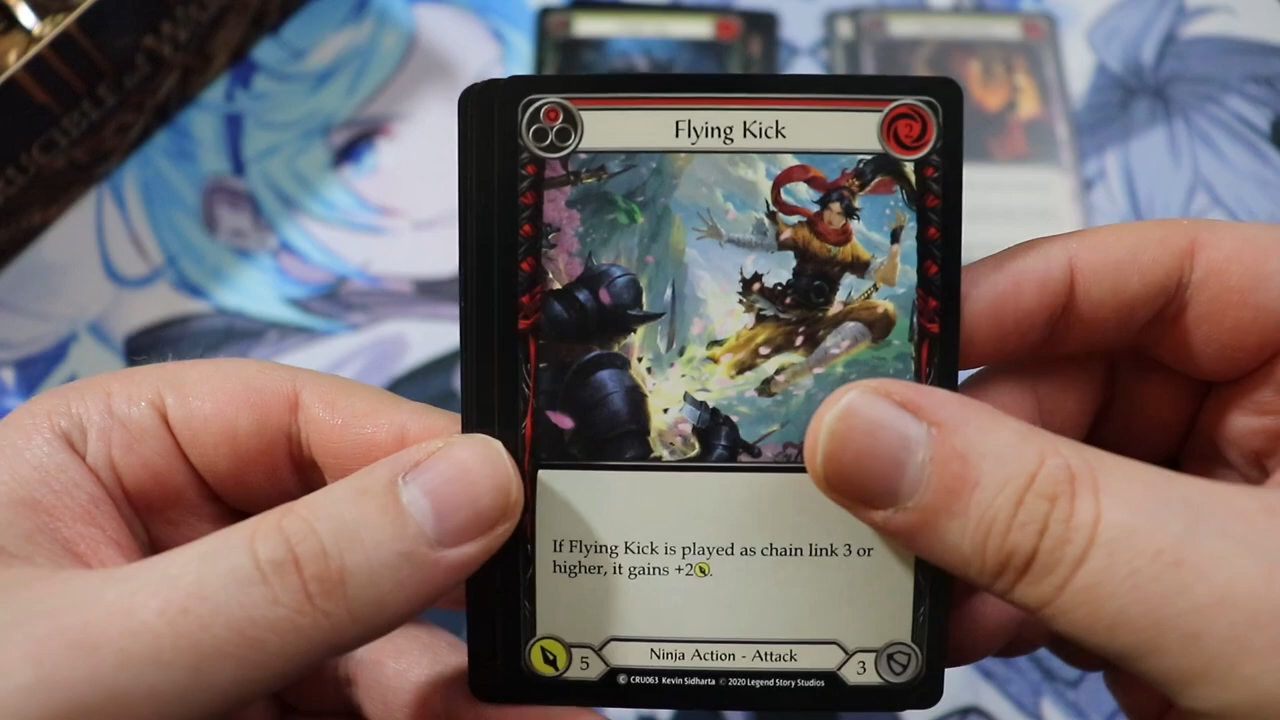 Flying Kick
2
If Flying Kick is played as chain link 3 or
higher, it gains +2.
5
Ninja Action - Attack
3
C CRU063 Kevin Sidharta © 2020 Legend Story Studios